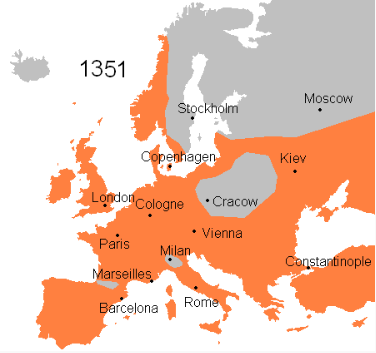 1351
Moscow
Stockholm
Copenhagen
Kiev
London
Cologne
Cracow
Paris
Vienna
Milan
Constantinople
Marseilles
Barcelona
Rome